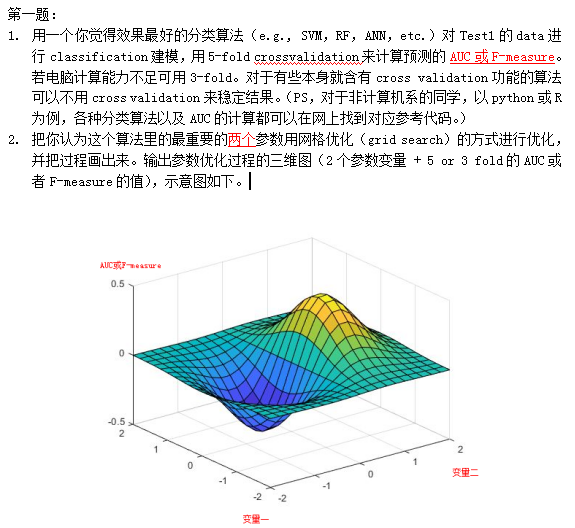 第一题：
1. 用一个你觉得效果最好的分类算法（e.g., SVM, RF, ANN, etc.）对 Test1 的 data 进
行 classification 建模，用 5-fold crossvalidation 来计算预测的 AUC 或 F-measure。
若电脑计算能力不足可用 3-fold。对于有些本身就含有 cross validation 功能的算法
可以不用 cross validation 来稳定结果。（PS，对于非计算机系的同学，以 python 或 R
为例，各种分类算法以及 AUC 的计算都可以在网上找到对应参考代码。）
2. 把你认为这个算法里的最重要的两个参数用网格优化（grid search）的方式进行优化，
并把过程画出来。输出参数优化过程的三维图（2 个参数变量 + 5 or 3 fold 的 AUC 或
者 F-measure 的值），示意图如下。
AUC或F-measure
0.5
0
-0.5
2
1
0
-1
-2
-2
-1
0
1
2
变量二
变量一